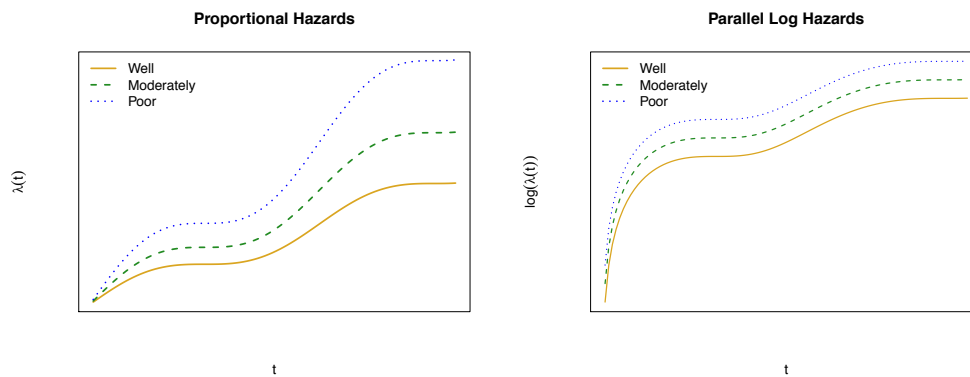 Proportional Hazards
Well
Moderately
Poor
λ(t)
t
Parallel Log Hazards
Well
Moderately
Poor
log(λ(t))
t